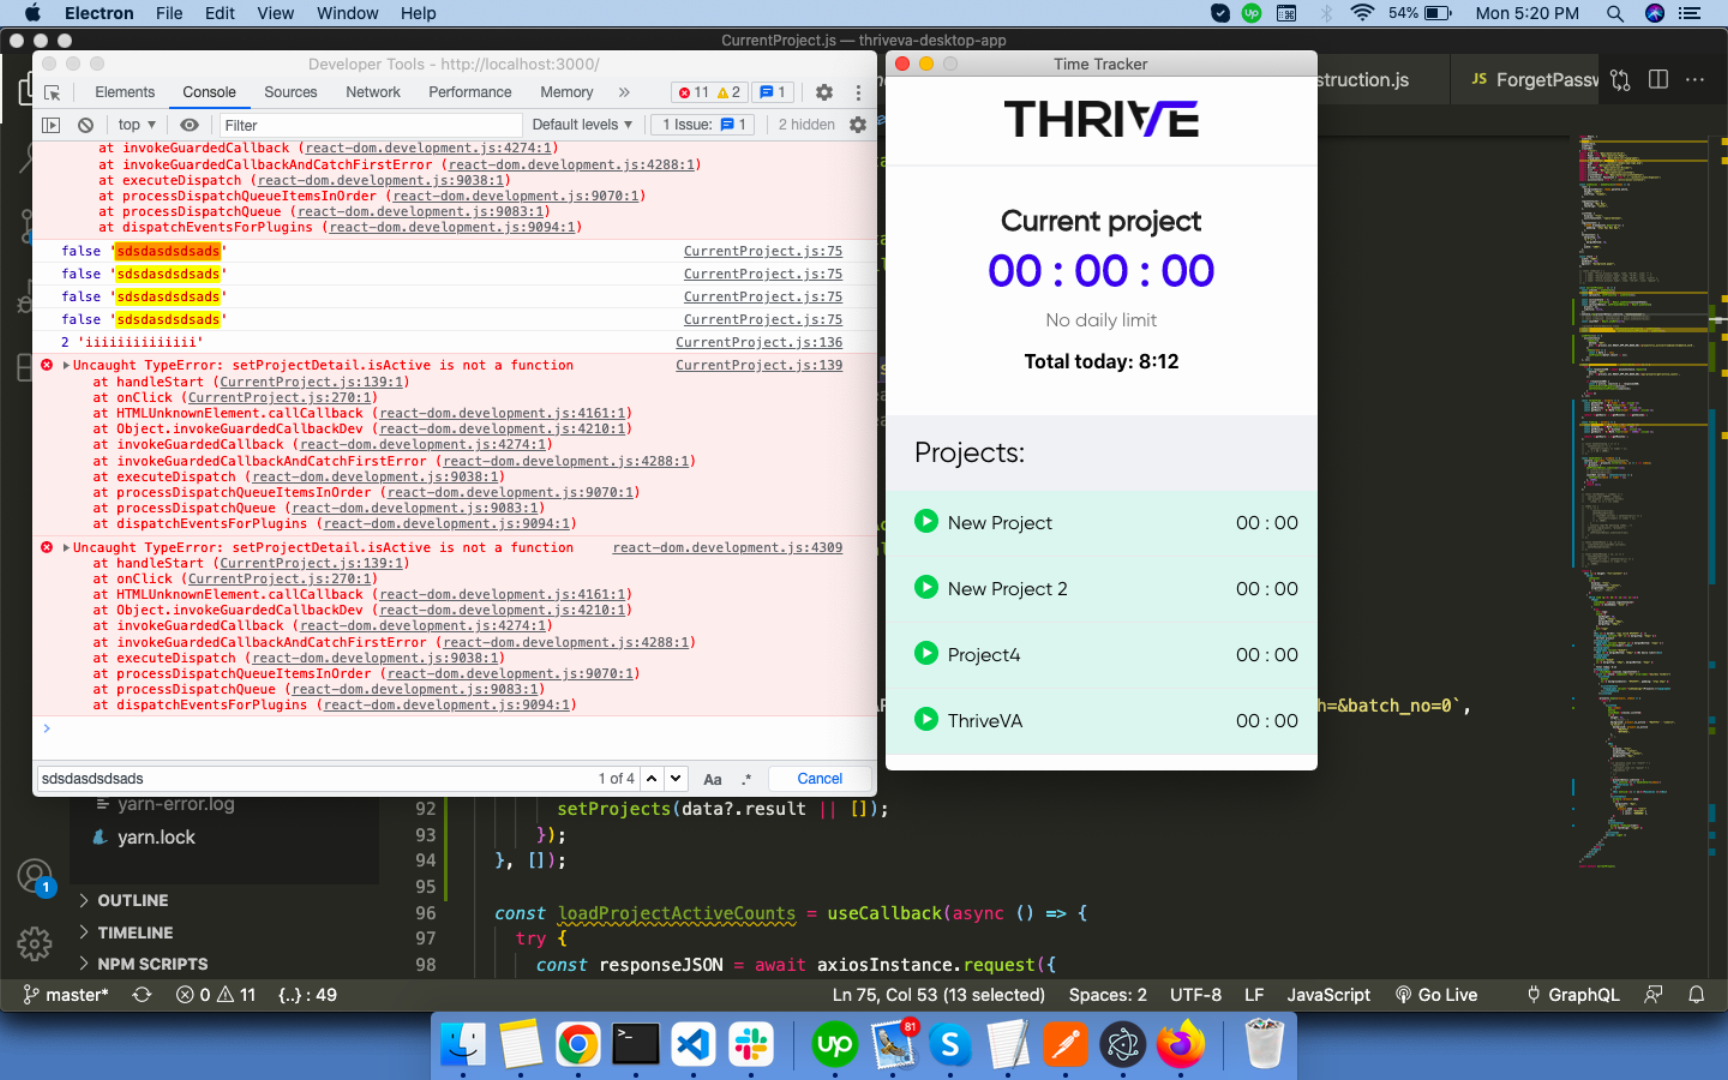 Electron File Edit View Window Help
54% Mon 5:20 PM
CurrentProject.js — thriveva-desktop-app
Developer Tools - http://localhost:3000/
Elements Console Sources Network Performance Memory » 11 2 1
top ▼ Filter Default levels ▼ 1 Issue: 1 2 hidden
at invokeGuardedCallback (react-dom.development.js:4274:1)
at invokeGuardedCallbackAndCatchFirstError (react-dom.development.js:4288:1)
at executeDispatch (react-dom.development.js:9038:1)
at processDispatchQueueItemsInOrder (react-dom.development.js:9070:1)
at processDispatchQueue (react-dom.development.js:9083:1)
at dispatchEventsForPlugins (react-dom.development.js:9094:1)
false 'sdsdasdsdsads' CurrentProject.js:75
false 'sdsdasdsdsads' CurrentProject.js:75
false 'sdsdasdsdsads' CurrentProject.js:75
false 'sdsdasdsdsads' CurrentProject.js:75
2 'iiiiiiiiiiiiii' CurrentProject.js:136
Uncaught TypeError: setProjectDetail.isActive is not a function CurrentProject.js:139
at handleStart (CurrentProject.js:139:1)
at onClick (CurrentProject.js:270:1)
at HTMLUnknownElement.callCallback (react-dom.development.js:4161:1)
at Object.invokeGuardedCallbackDev (react-dom.development.js:4210:1)
at invokeGuardedCallback (react-dom.development.js:4274:1)
at invokeGuardedCallbackAndCatchFirstError (react-dom.development.js:4288:1)
at executeDispatch (react-dom.development.js:9038:1)
at processDispatchQueueItemsInOrder (react-dom.development.js:9070:1)
at processDispatchQueue (react-dom.development.js:9083:1)
at dispatchEventsForPlugins (react-dom.development.js:9094:1)
Uncaught TypeError: setProjectDetail.isActive is not a function react-dom.development.js:4309
at handleStart (CurrentProject.js:139:1)
at onClick (CurrentProject.js:270:1)
at HTMLUnknownElement.callCallback (react-dom.development.js:4161:1)
at Object.invokeGuardedCallbackDev (react-dom.development.js:4210:1)
at invokeGuardedCallback (react-dom.development.js:4274:1)
at invokeGuardedCallbackAndCatchFirstError (react-dom.development.js:4288:1)
at executeDispatch (react-dom.development.js:9038:1)
at processDispatchQueueItemsInOrder (react-dom.development.js:9070:1)
at processDispatchQueue (react-dom.development.js:9083:1)
at dispatchEventsForPlugins (react-dom.development.js:9094:1)
sdsdasdsdsads 1 of 4 Aa .* Cancel
Time Tracker
THRIVE
Current project
00 : 00 : 00
No daily limit
Total today: 8:12
Projects:
New Project 00 : 00
New Project 2 00 : 00
Project4 00 : 00
ThriveVA 00 : 00
struction.js JS ForgetPassw
h=&batch_no=0`,
yarn-error.log
yarn.lock
OUTLINE
TIMELINE
NPM SCRIPTS
1
92 setProjects(data?.result || []);
93 });
94 }, []);
95
96 const loadProjectActiveCounts = useCallback(async () => {
97 try {
98 const responseJSON = await axiosInstance.request({
master* 0 11 {..} : 49 Ln 75, Col 53 (13 selected) Spaces: 2 UTF-8 LF JavaScript Go Live GraphQL
up 81 S